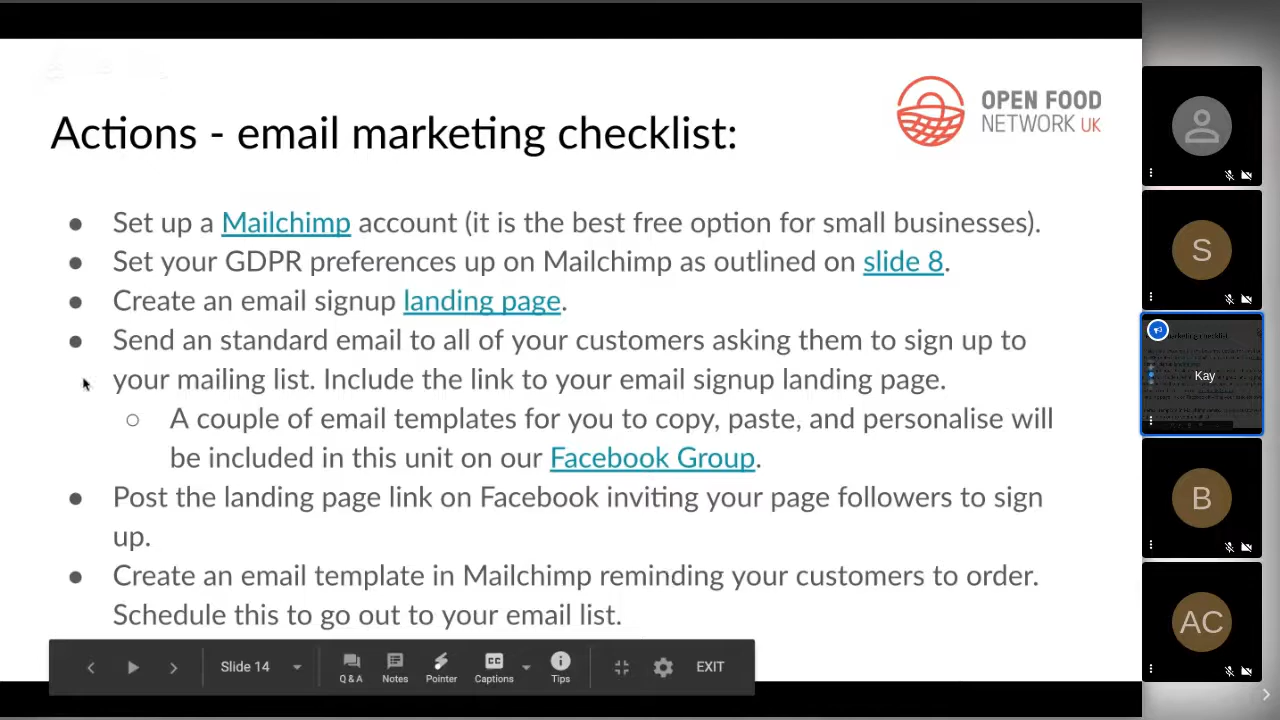 OPEN FOOD
NETWORK UK
Actions - email marketing checklist:
● Set up a Mailchimp account (it is the best free option for small businesses).
● Set your GDPR preferences up on Mailchimp as outlined on slide 8.
● Create an email signup landing page.
● Send an standard email to all of your customers asking them to sign up to
your mailing list. Include the link to your email signup landing page.
○ A couple of email templates for you to copy, paste, and personalise will
be included in this unit on our Facebook Group.
● Post the landing page link on Facebook inviting your page followers to sign
up.
● Create an email template in Mailchimp reminding your customers to order.
Schedule this to go out to your email list.
Slide 14
Q & A
Notes
Pointer
CC
Captions
Tips
EXIT
S
marketing checklist
Kay
B
AC